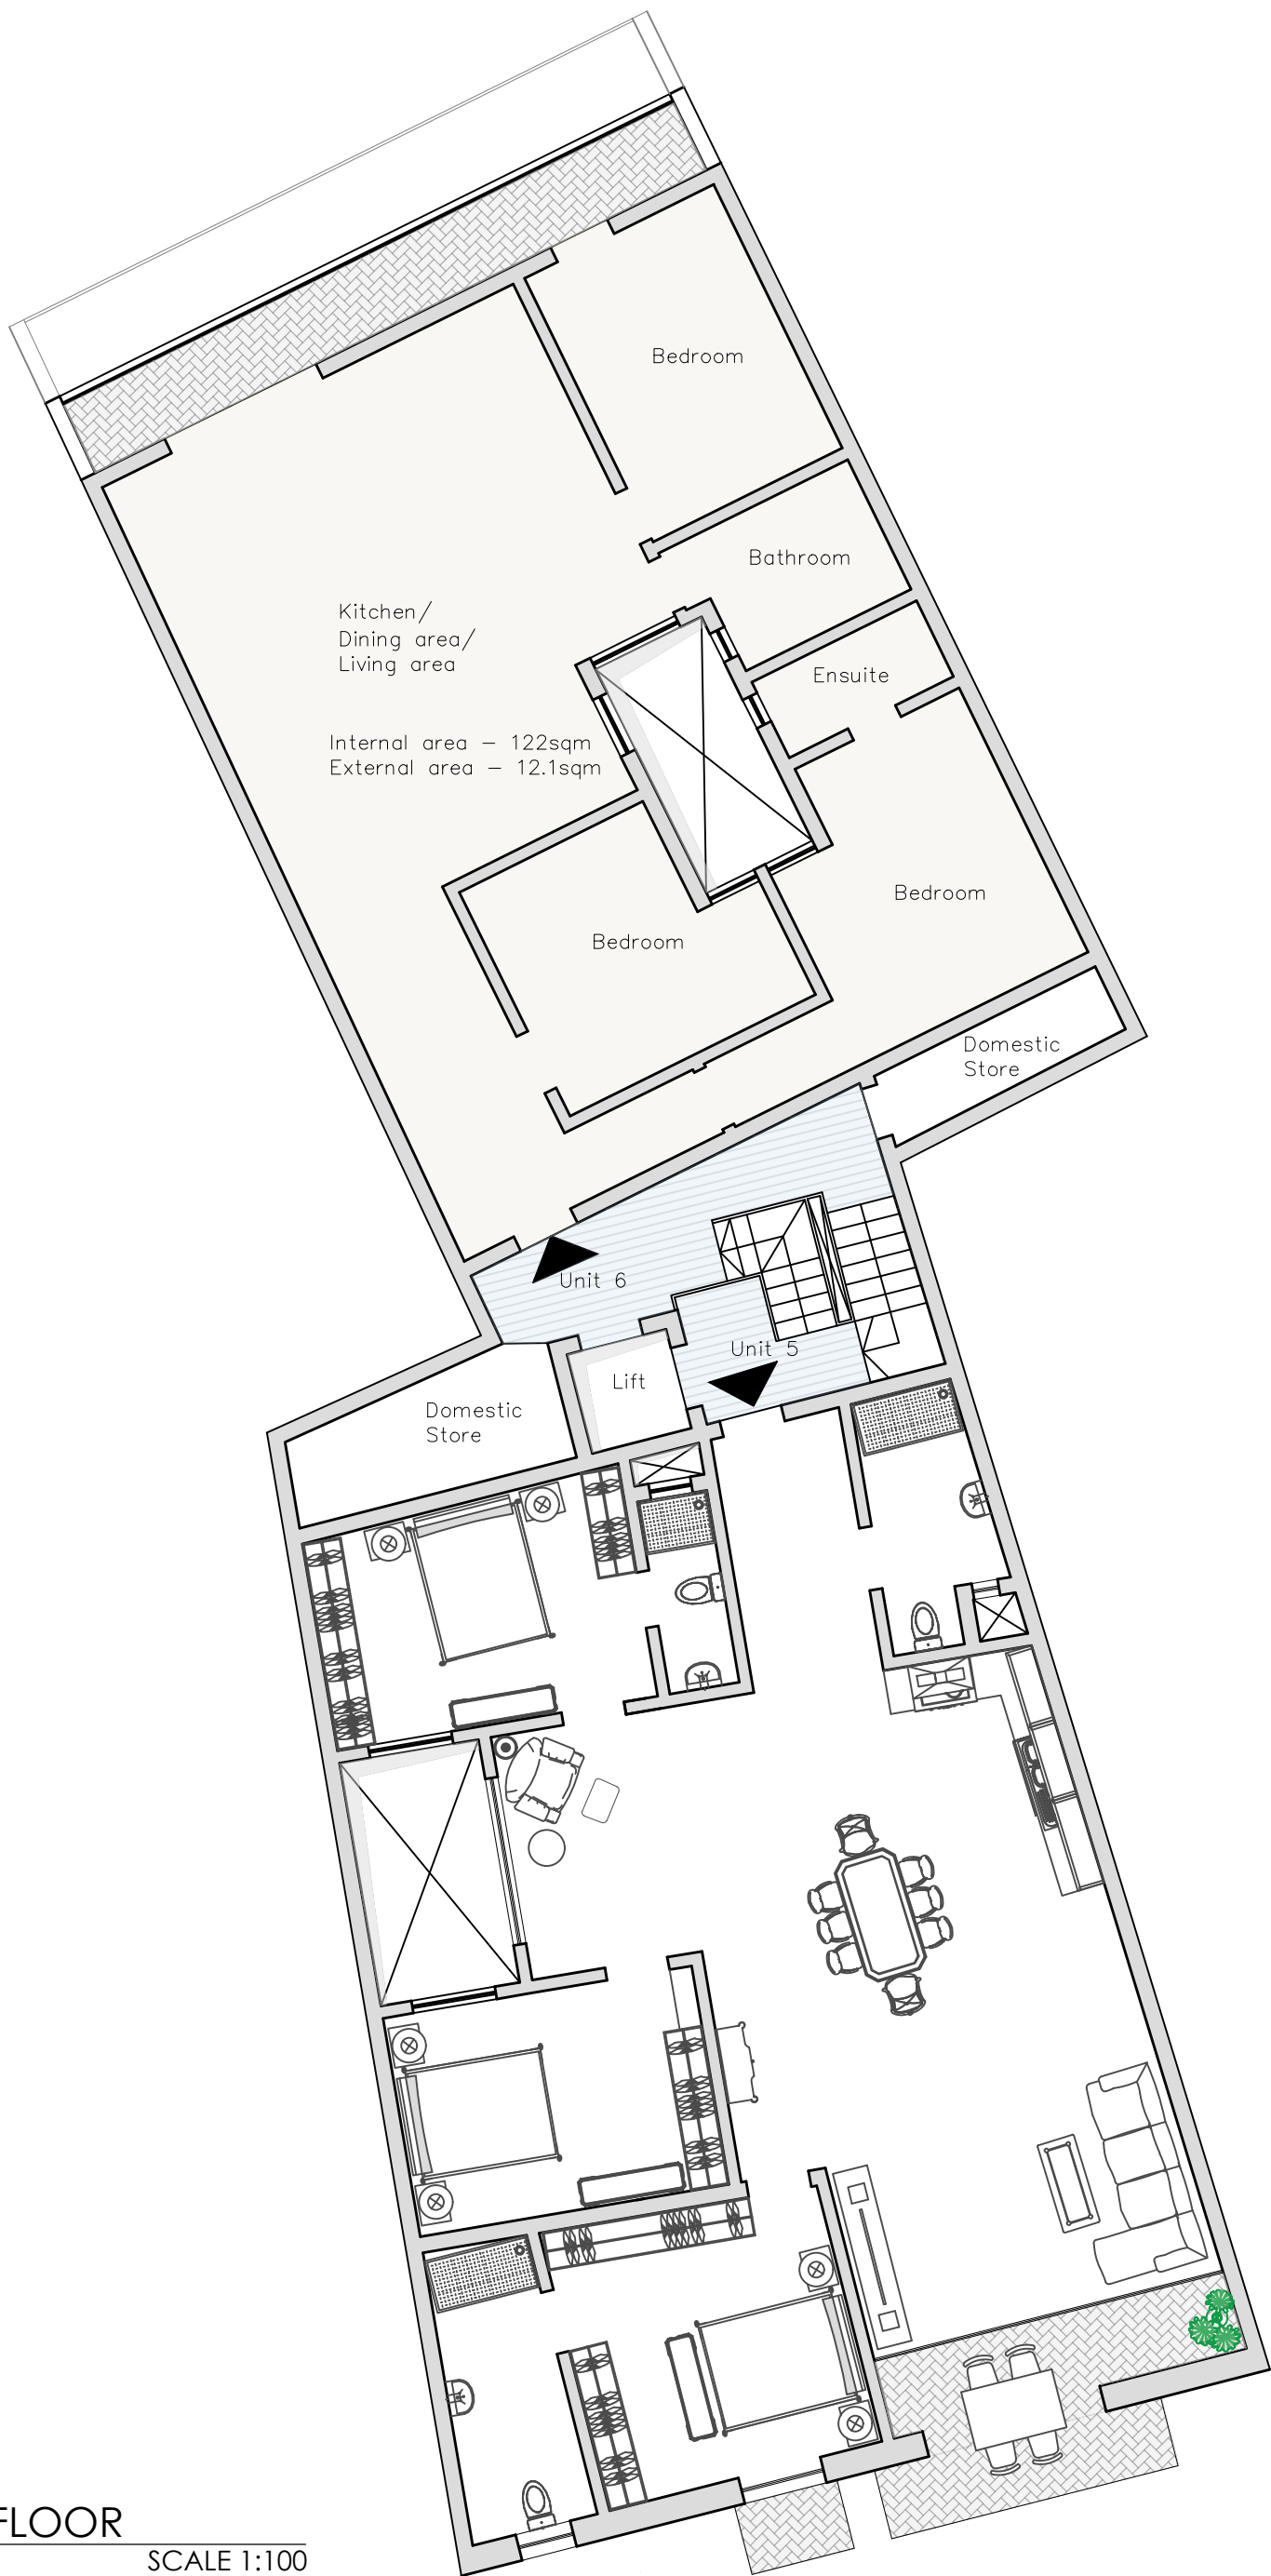 Bedroom
Bathroom
Kitchen/
Dining area/
Living area
Ensuite
Internal area – 122sqm
External area – 12.1sqm
Bedroom
Bedroom
Domestic
Store
Unit 6
Unit 5
Lift
Domestic
Store
FLOOR
SCALE 1:100